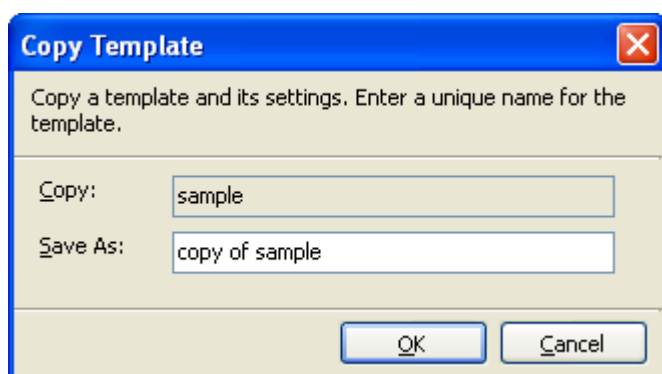 Copy Template
Copy a template and its settings. Enter a unique name for the
template.
Copy: sample
Save As: copy of sample
OK Cancel